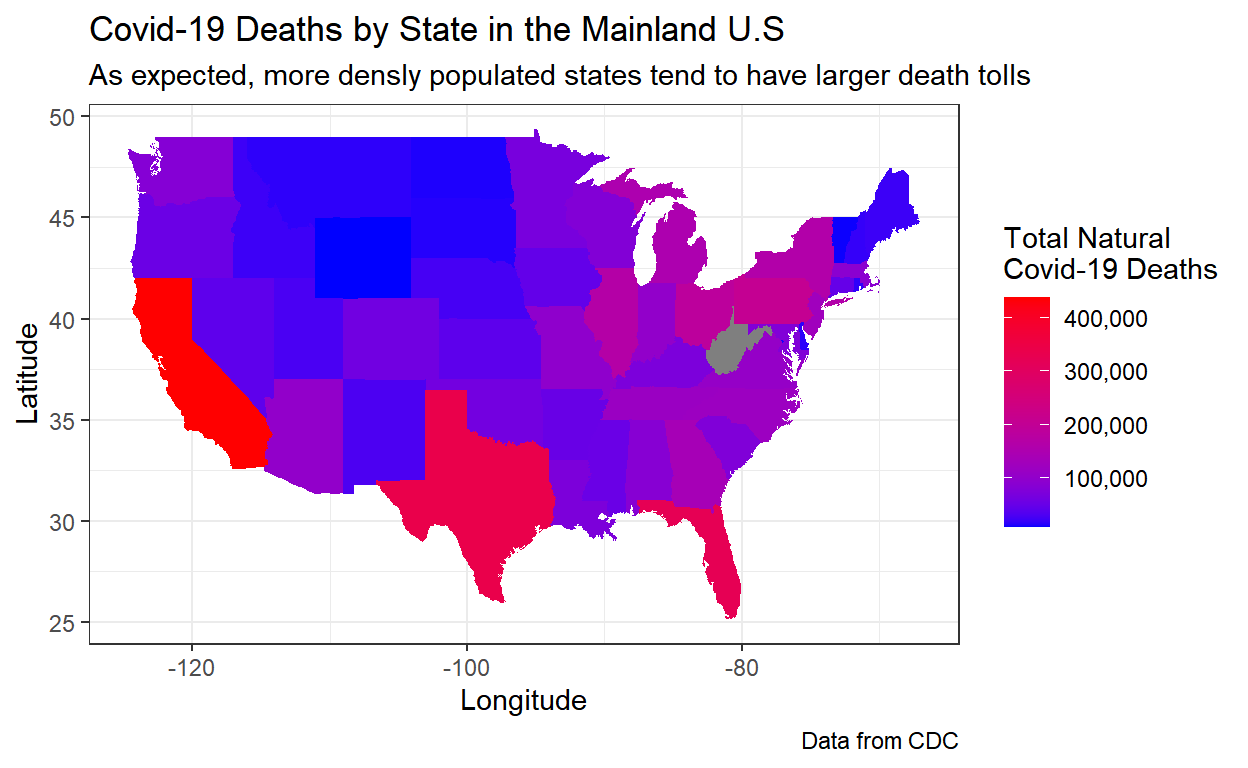 Covid-19 Deaths by State in the Mainland U.S
As expected, more densly populated states tend to have larger death tolls
50
45
40
35
30
25
Latitude
-120
-100
-80
Longitude
Total Natural
Covid-19 Deaths
400,000
300,000
200,000
100,000
Data from CDC